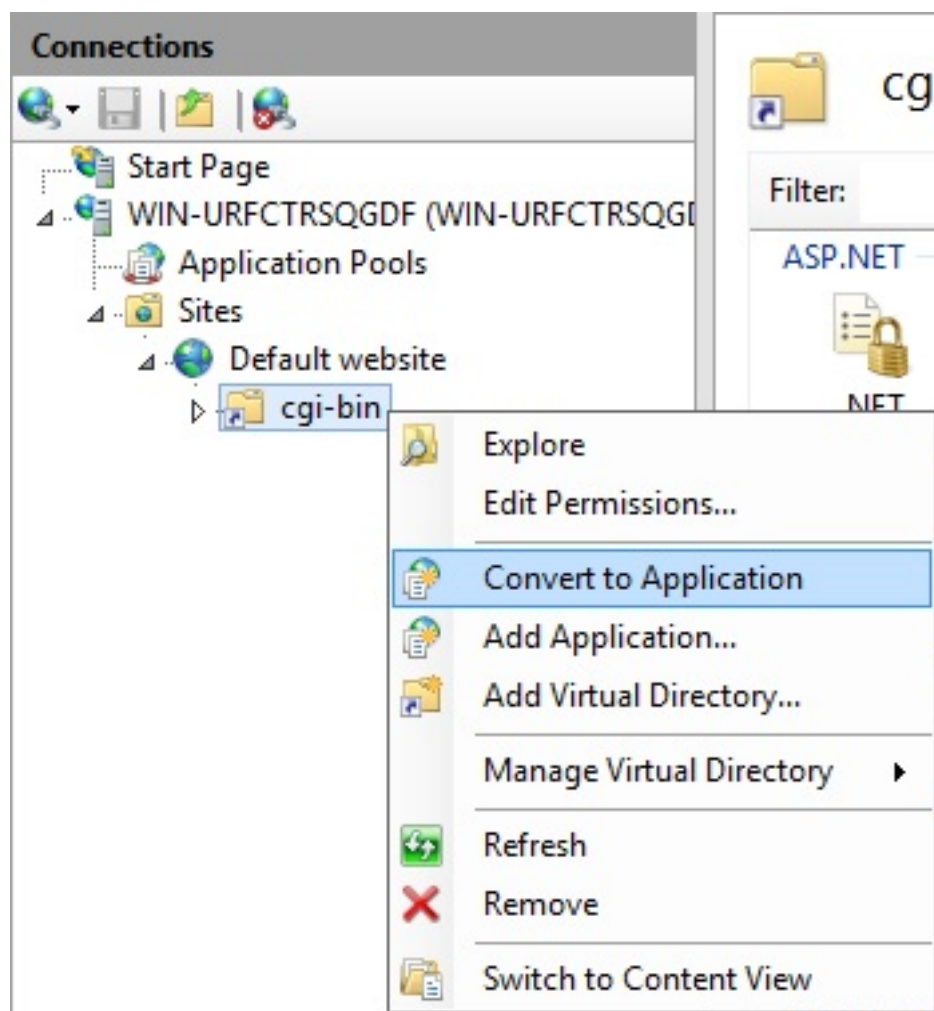 Connections
Start Page
WIN-URFCTRSQGDF (WIN-URFCTRSQG
Application Pools
Sites
Default website
cgi-bin
cg
Filter:
ASP.NET
.NET
Explore
Edit Permissions...
Convert to Application
Add Application...
Add Virtual Directory...
Manage Virtual Directory
Refresh
Remove
Switch to Content View